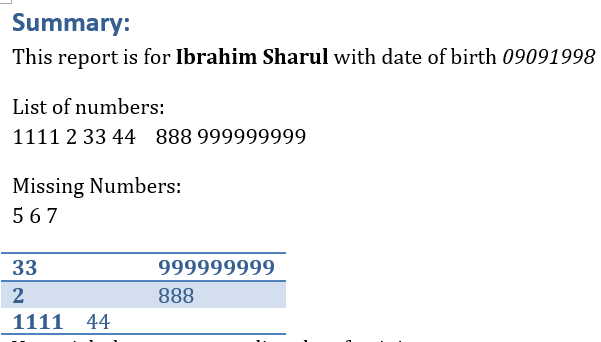 Summary:
This report is for Ibrahim Sharul with date of birth 09091998
List of numbers:
1111 2 33 44 888 999999999
Missing Numbers:
5 6 7
33 999999999
2 888
1111 44